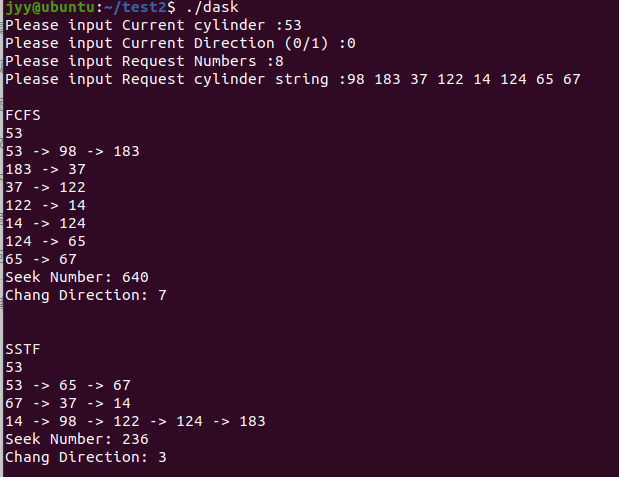 jyy@ubuntu:~/test2$ ./dask
Please input Current cylinder :53
Please input Current Direction (0/1) :0
Please input Request Numbers :8
Please input Request cylinder string :98 183 37 122 14 124 65 67
FCFS
53
53 -> 98 -> 183
183 -> 37
37 -> 122
122 -> 14
14 -> 124
124 -> 65
65 -> 67
Seek Number: 640
Chang Direction: 7
SSTF
53
53 -> 65 -> 67
67 -> 37 -> 14
14 -> 98 -> 122 -> 124 -> 183
Seek Number: 236
Chang Direction: 3